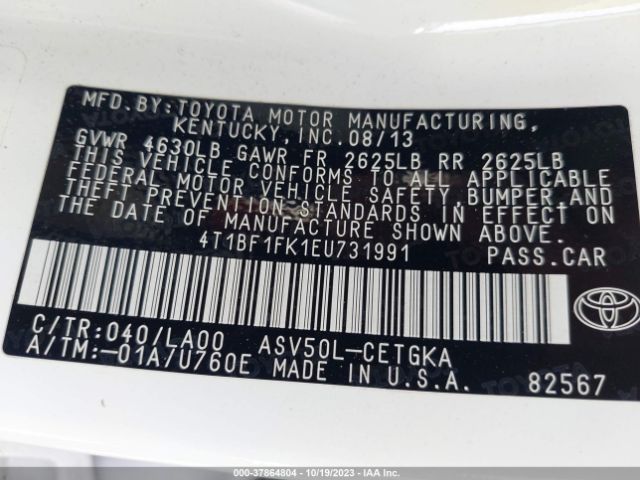 MFD. BY: TOYOTA MOTOR MANUFACTURING,
KENTUCKY, INC. 08/13
GVWR 4630LB GAWR FR 2625LB RR 2625LB
THIS VEHICLE CONFORMS TO ALL APPLICABLE
FEDERAL MOTOR VEHICLE SAFETY, BUMPER, AND
THEFT PREVENTION STANDARDS IN EFFECT ON
THE DATE OF MANUFACTURE SHOWN ABOVE.
4T1BF1FK1EU731991 PASS.CAR
C/TR: 040/LA00 ASV50L-CETGKA
A/TM: -01A/U760E MADE IN U.S.A. 82567
000-37864804 | 10/19/2023 | IAA, Inc.